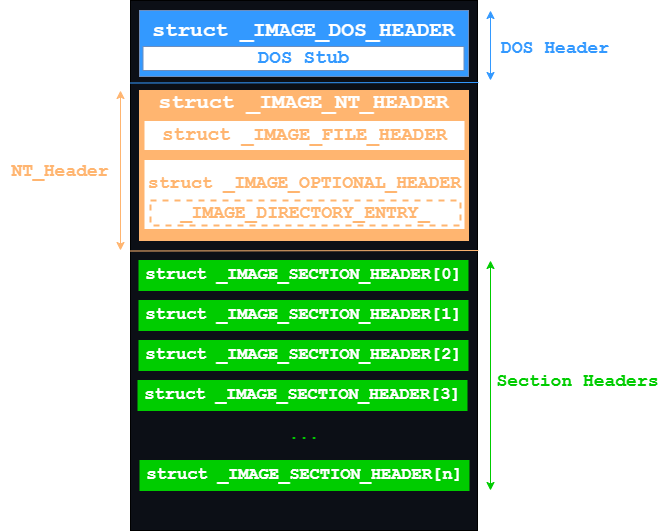 struct _IMAGE_DOS_HEADER
DOS Stub
DOS Header
struct _IMAGE_NT_HEADER
struct _IMAGE_FILE_HEADER
NT_Header
struct _IMAGE_OPTIONAL_HEADER
_IMAGE_DIRECTORY_ENTRY_
struct _IMAGE_SECTION_HEADER[0]
struct _IMAGE_SECTION_HEADER[1]
struct _IMAGE_SECTION_HEADER[2]
Section Headers
struct _IMAGE_SECTION_HEADER[3]
...
struct _IMAGE_SECTION_HEADER[n]